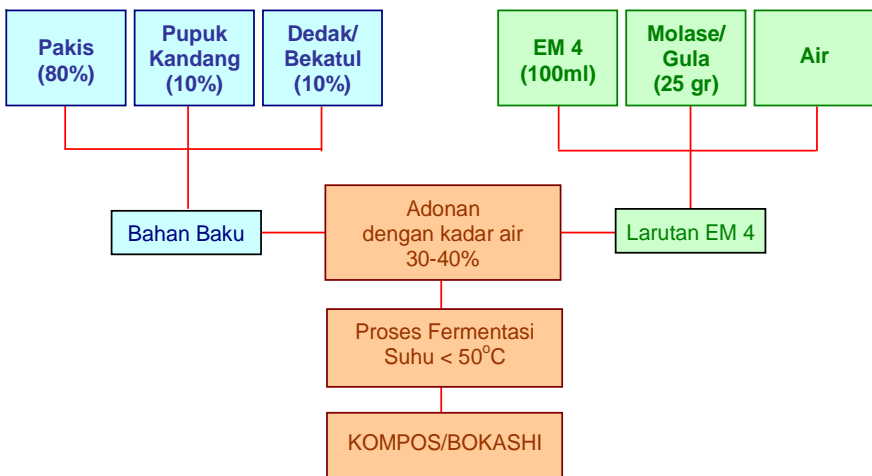 Pakis
(80%)
Pupuk
Kandang
(10%)
Dedak/
Bekatul
(10%)
EM 4
(100ml)
Molase/
Gula
(25 gr)
Air
Bahan Baku
Adonan
dengan kadar air
30-40%
Larutan EM 4
Proses Fermentasi
Suhu < 50°C
KOMPOS/BOKASHI